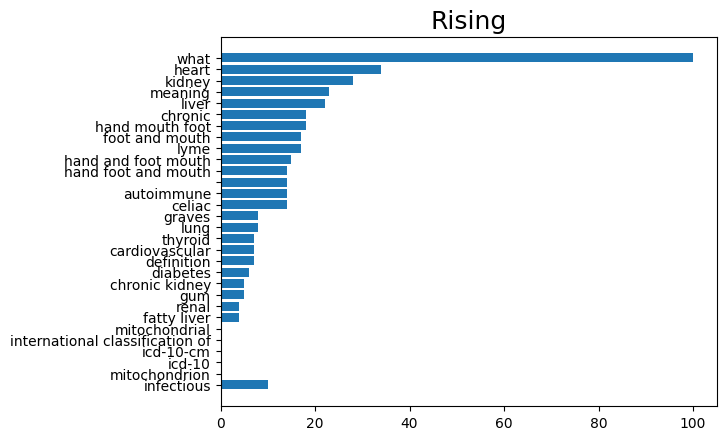 Rising
what
heart
kidney
meaning
liver
chronic
hand mouth foot
foot and mouth
lyme
hand and foot mouth
hand foot and mouth
autoimmune
celiac
graves
lung
thyroid
cardiovascular
definition
diabetes
chronic kidney
gum
renal
fatty liver
mitochondrial
international classification of
icd-10-cm
icd-10
mitochondrion
infectious
0 20 40 60 80 100